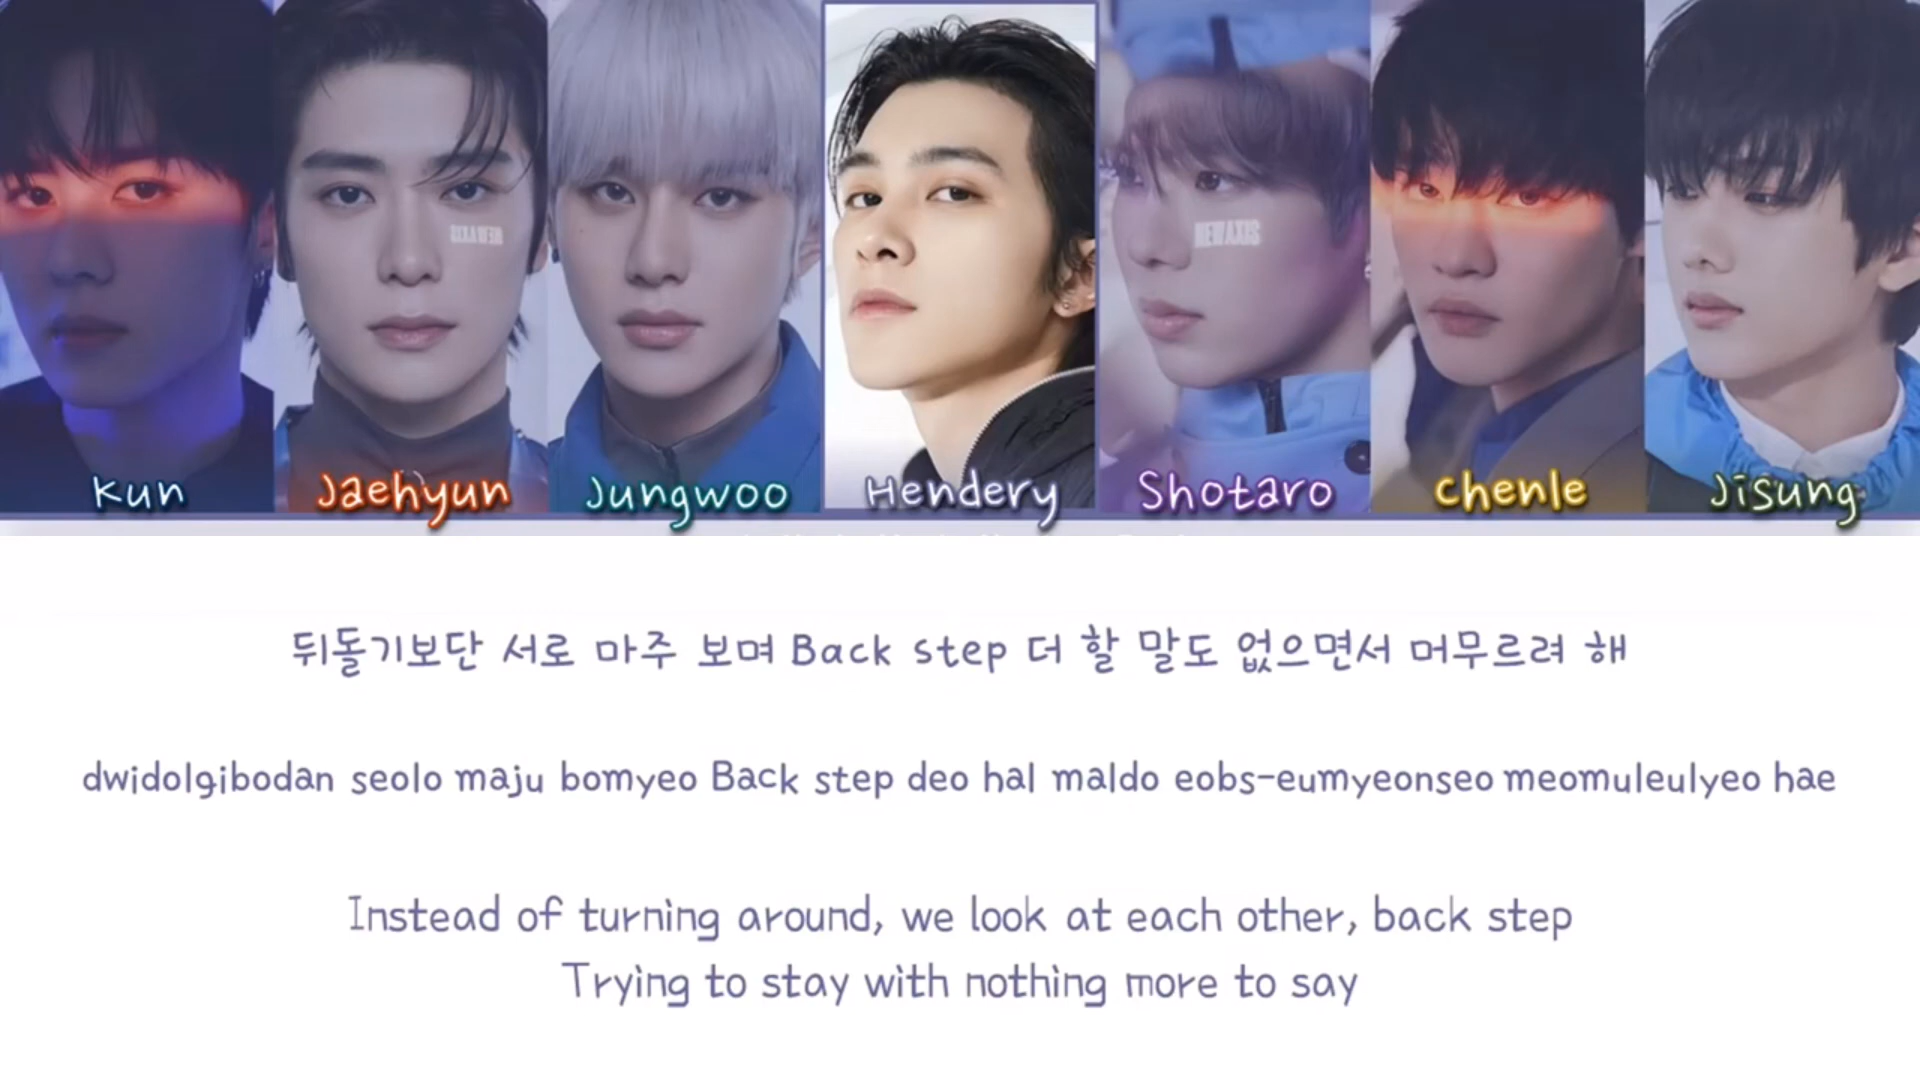 NEWAXIS
NEWAXIS
Kun Jaehyun Jungwoo Hendery Shotaro Chenle Jisung
뒤돌기보단 서로 마주 보며 Back step 더 할 말도 없으면서 머무르려 해
dwidolgibodan seolo maju bomyeo Back step deo hal maldo eobs-eumyeonseo meomuleulyeo hae
Instead of turning around, we look at each other, back step
Trying to stay with nothing more to say